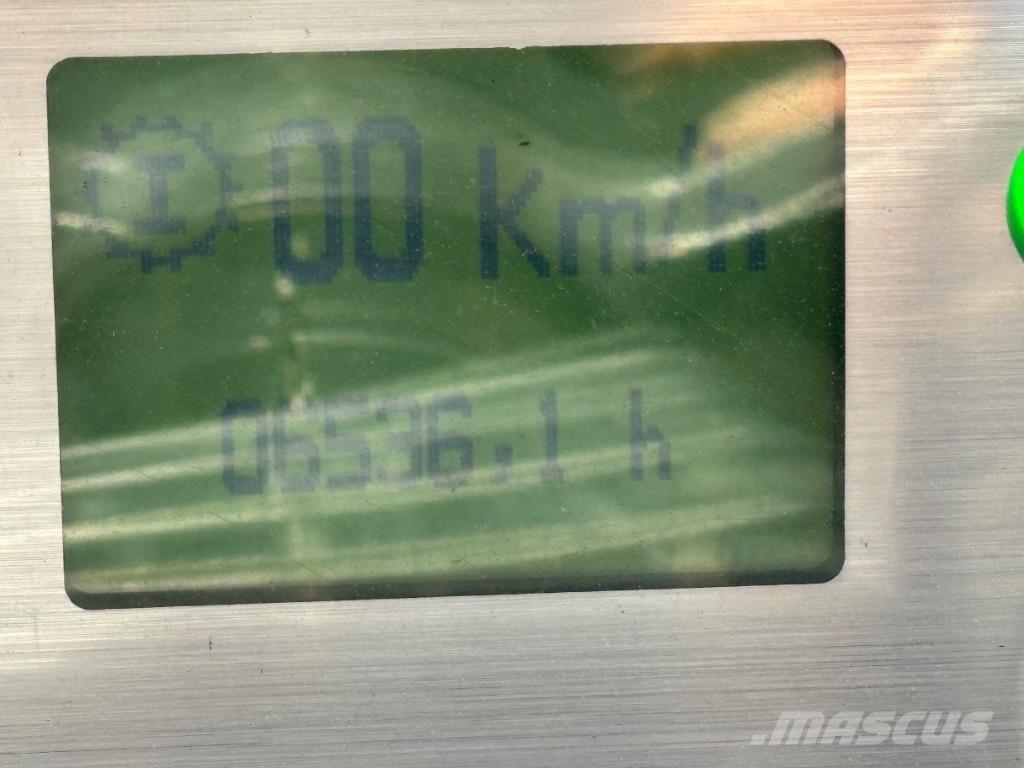 I 00 Km/h
06536,1 h
.MASCUS